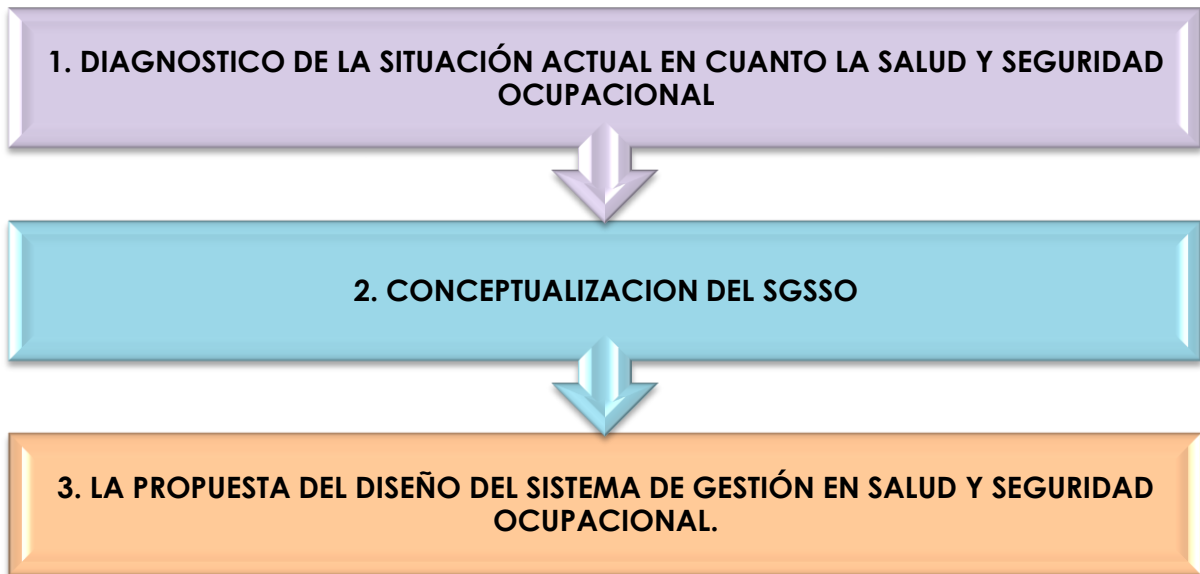 1. DIAGNOSTICO DE LA SITUACIÓN ACTUAL EN CUANTO LA SALUD Y SEGURIDAD
OCUPACIONAL
2. CONCEPTUALIZACION DEL SGSSO
3. LA PROPUESTA DEL DISEÑO DEL SISTEMA DE GESTIÓN EN SALUD Y SEGURIDAD
OCUPACIONAL.